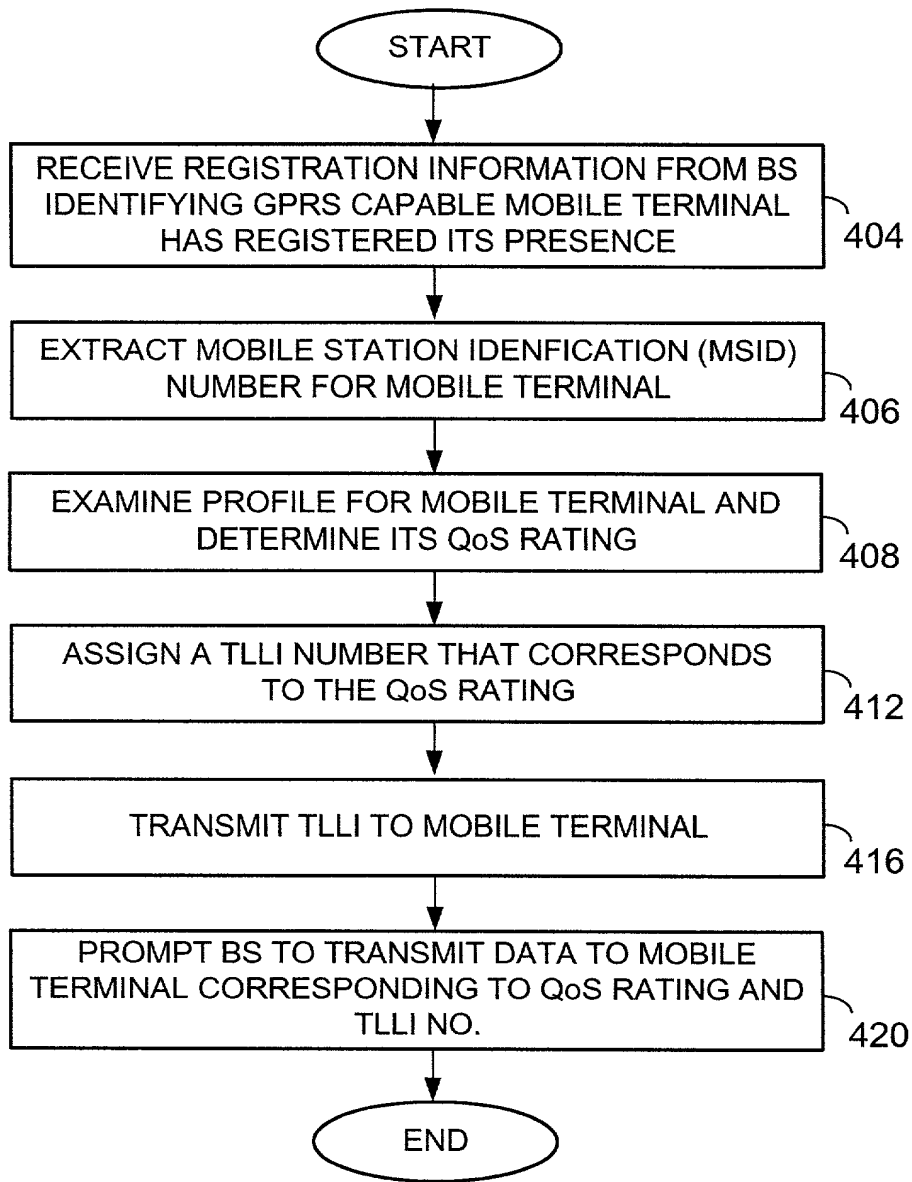 START
RECEIVE REGISTRATION INFORMATION FROM BS
IDENTIFYING GPRS CAPABLE MOBILE TERMINAL
HAS REGISTERED ITS PRESENCE
404
EXTRACT MOBILE STATION IDENFICATION (MSID)
NUMBER FOR MOBILE TERMINAL
406
EXAMINE PROFILE FOR MOBILE TERMINAL AND
DETERMINE ITS QoS RATING
408
ASSIGN A TLLI NUMBER THAT CORRESPONDS
TO THE QoS RATING
412
TRANSMIT TLLI TO MOBILE TERMINAL
416
PROMPT BS TO TRANSMIT DATA TO MOBILE
TERMINAL CORRESPONDING TO QoS RATING AND
TLLI NO.
420
END